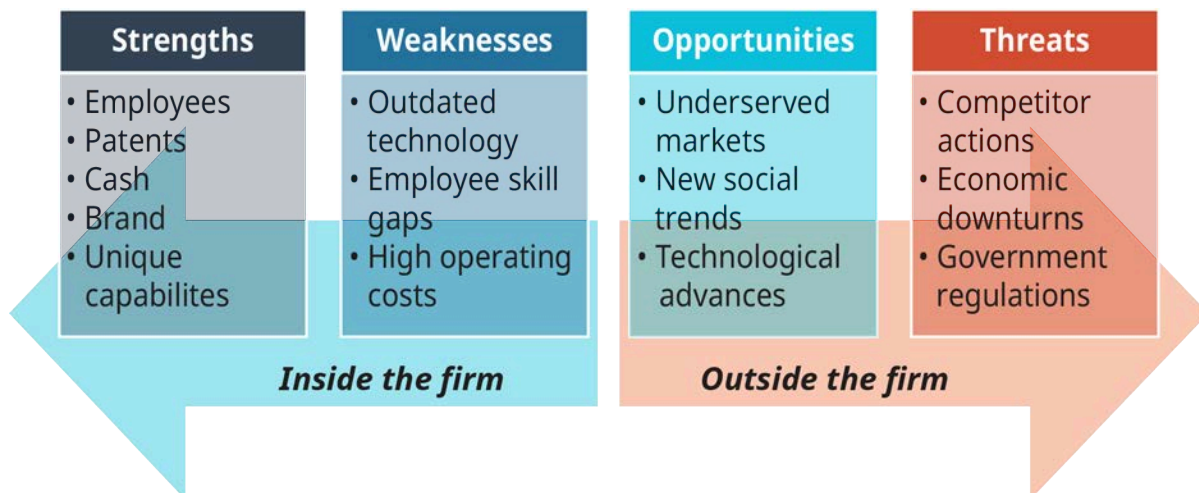 Strengths
• Employees
• Patents
• Cash
• Brand
• Unique
capabilites
Weaknesses
• Outdated
technology
• Employee skill
gaps
• High operating
costs
Opportunities
• Underserved
markets
• New social
trends
• Technological
advances
Threats
• Competitor
actions
• Economic
downturns
• Government
regulations
Inside the firm
Outside the firm